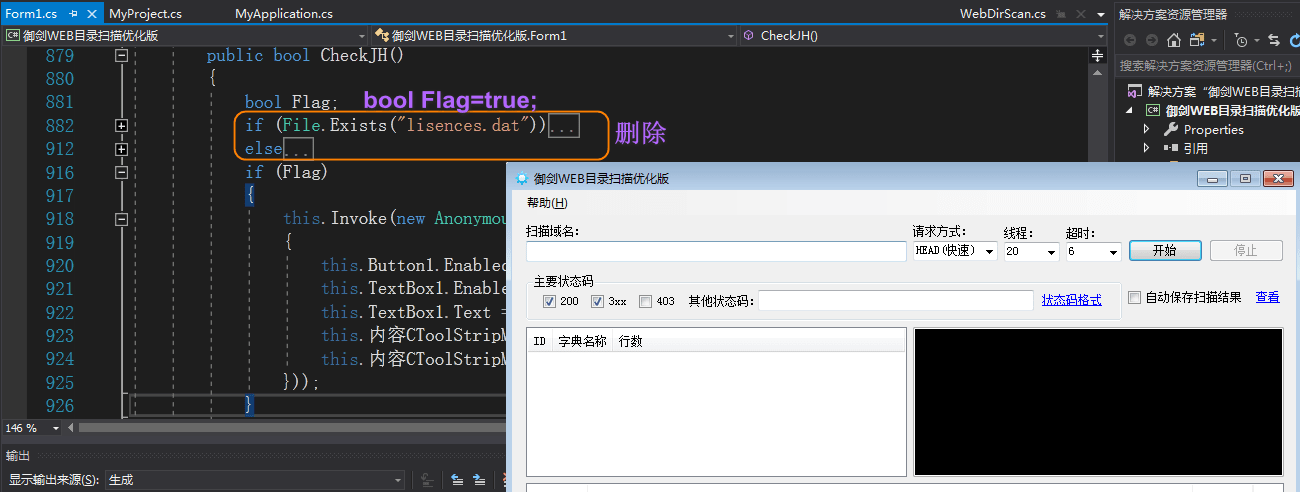 Form1.cs
MyProject.cs
MyApplication.cs
WebDirScan.cs
御剑WEB目录扫描优化版
御剑WEB目录扫描优化版.Form1
CheckJH()
879 public bool CheckJH()
880 {
881 bool Flag; bool Flag=true;
882 if (File.Exists("lisences.dat"))...
删除
912 else...
916 if (Flag)
917 {
918 this.Invoke(new Anonymou
919 {
920 this.Button1.Enabled
921 this.TextBox1.Enable
922 this.TextBox1.Text =
923 this.内容CToolStripM
924 this.内容CToolStripM
925 }));
926 }
146 %
输出
显示输出来源(S): 生成
解决方案资源管理器
搜索解决方案资源管理器(Ctrl+;)
解决方案“御剑WEB目录扫描
御剑WEB目录扫描优化版
Properties
引用
御剑WEB目录扫描优化版
帮助(H)
扫描域名:
请求方式:
线程:
超时:
HEAD(快速)
20
6
开始
停止
主要状态码
200
3xx
403
其他状态码:
状态码格式
自动保存扫描结果
查看
ID 字典名称 行数